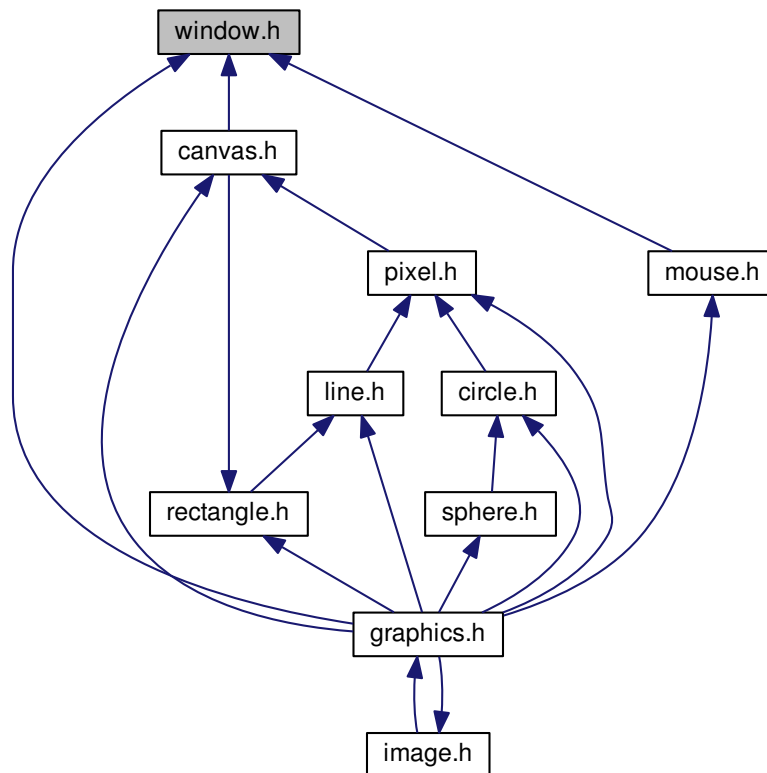 window.h
canvas.h
pixel.h
mouse.h
line.h
circle.h
rectangle.h
sphere.h
graphics.h
image.h